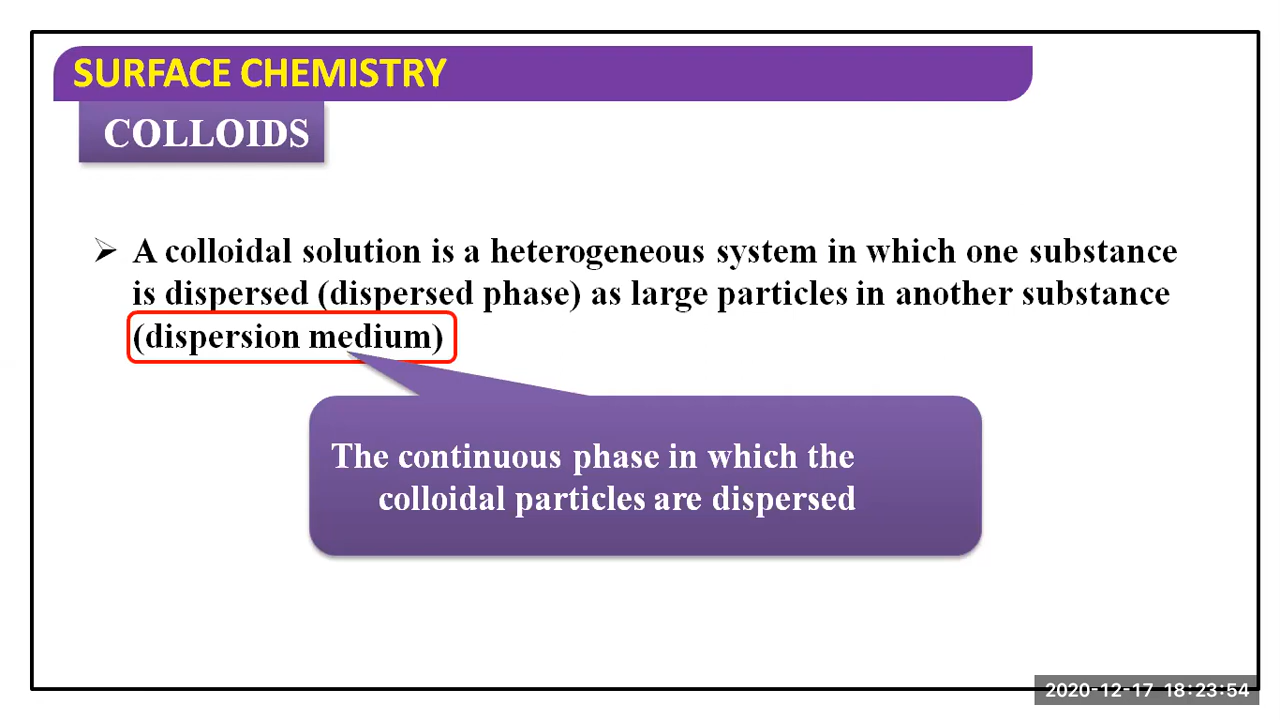 SURFACE CHEMISTRY
COLLOIDS
➢ A colloidal solution is a heterogeneous system in which one substance
is dispersed (dispersed phase) as large particles in another substance
(dispersion medium)
The continuous phase in which the
colloidal particles are dispersed
2020-12-17 18:23:54